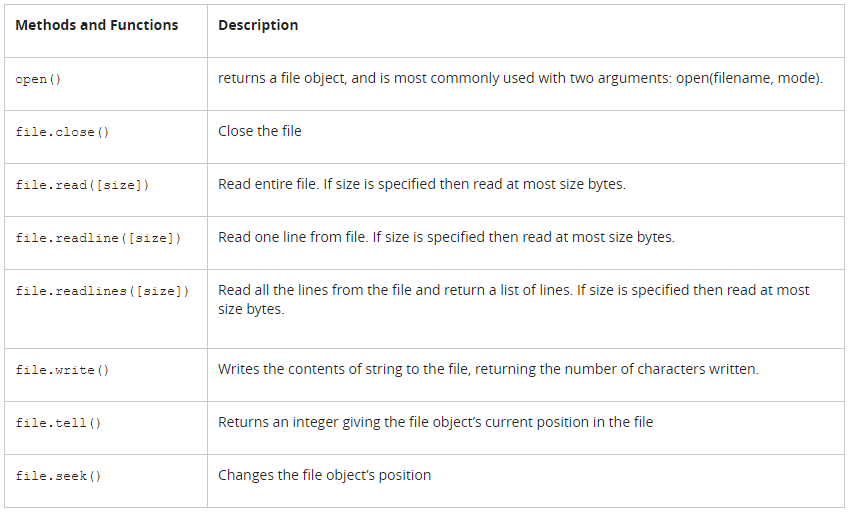 Methods and Functions Description
open() returns a file object, and is most commonly used with two arguments: open(filename, mode).
file.close() Close the file
file.read([size]) Read entire file. If size is specified then read at most size bytes.
file.readline([size]) Read one line from file. If size is specified then read at most size bytes.
file.readlines([size]) Read all the lines from the file and return a list of lines. If size is specified then read at most
size bytes.
file.write() Writes the contents of string to the file, returning the number of characters written.
file.tell() Returns an integer giving the file object’s current position in the file
file.seek() Changes the file object’s position